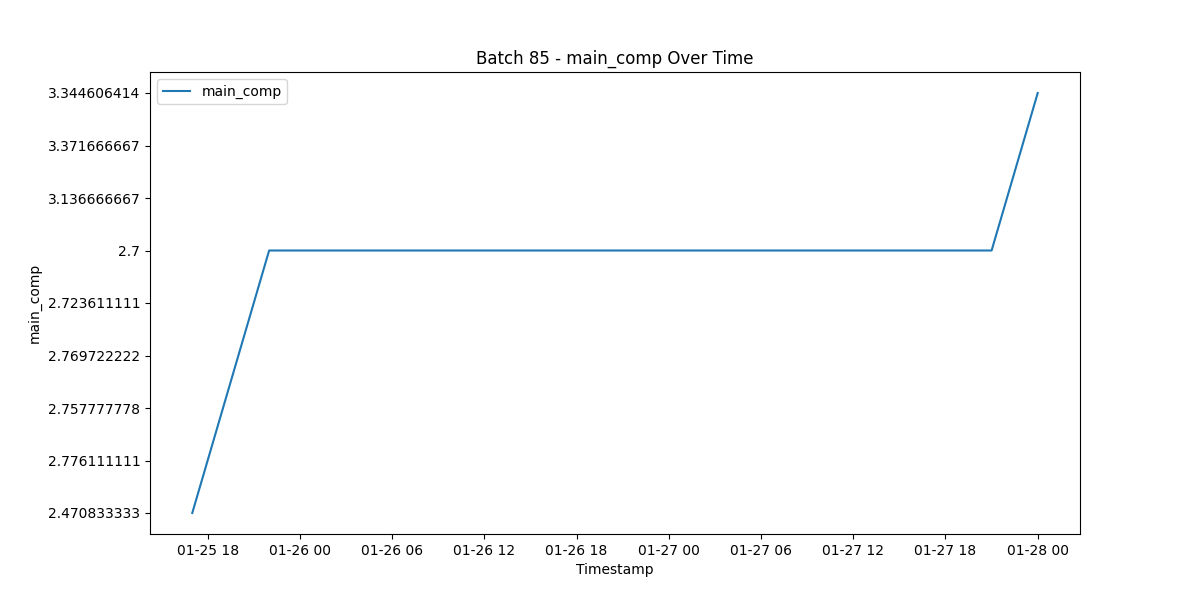 Batch 85 - main_comp Over Time
main_comp
3.344606414
3.371666667
3.136666667
2.7
2.723611111
2.769722222
2.757777778
2.776111111
2.470833333
main_comp
01-25 18 01-26 00 01-26 06 01-26 12 01-26 18 01-27 00 01-27 06 01-27 12 01-27 18 01-28 00
Timestamp